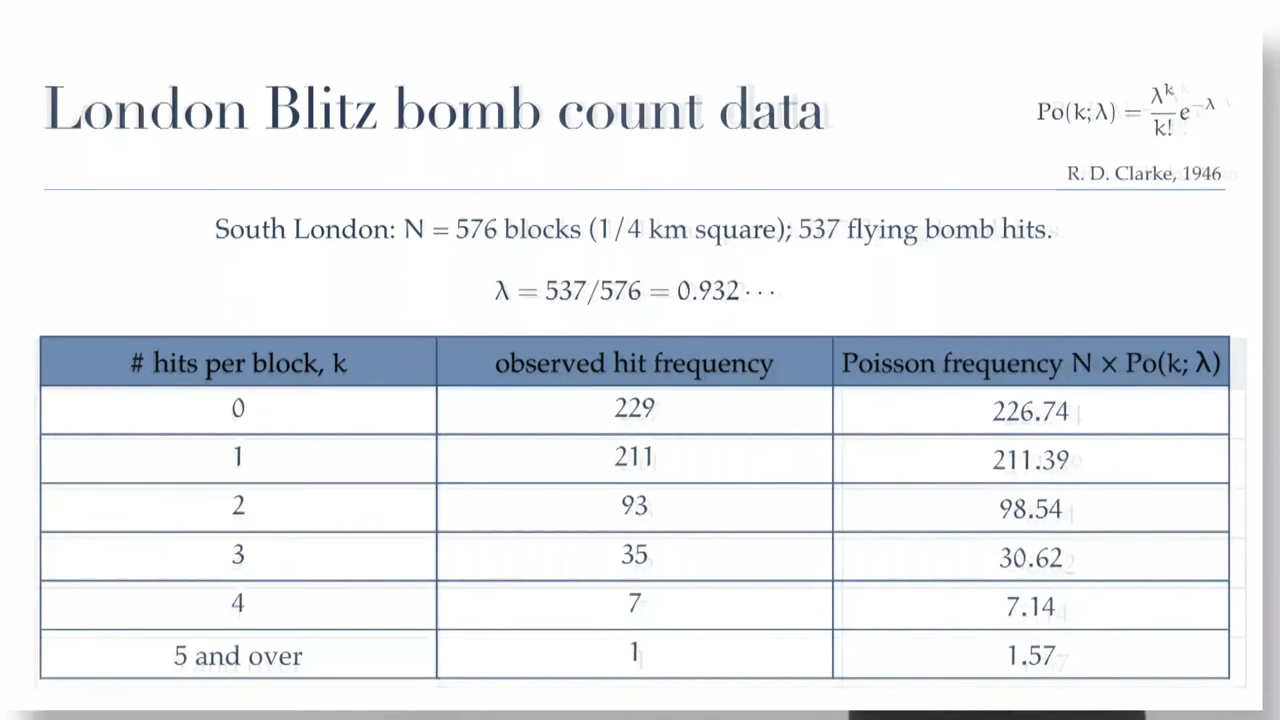 London Blitz bomb count data
Po(k; λ) = λ^k/k! e^−λ
R. D. Clarke, 1946
South London: N = 576 blocks (1/4 km square); 537 flying bomb hits.
λ = 537/576 = 0.932 ···
# hits per block, k observed hit frequency Poisson frequency N × Po(k; λ)
0 229 226.74
1 211 211.39
2 93 98.54
3 35 30.62
4 7 7.14
5 and over 1 1.57